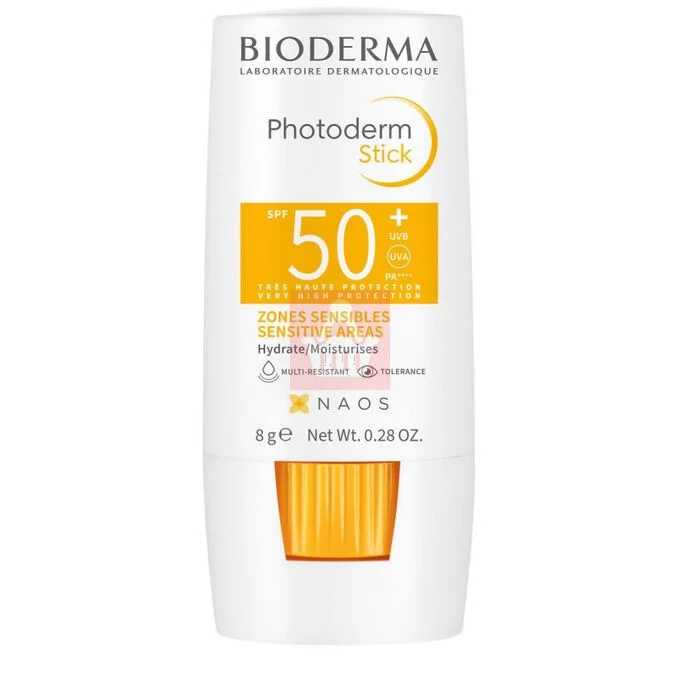 BIODERMA
LABORATOIRE DERMATOLOGIQUE
Photoderm
Stick
SPF 50+
UVB
UVA
PA++++
TRÈS HAUTE PROTECTION
VERY HIGH PROTECTION
ZONES SENSIBLES
SENSITIVE AREAS
Hydrate/Moisturises
MULTI-RESISTANT TOLERANCE
NAOS
8 g℮ Net Wt. 0.28 OZ.